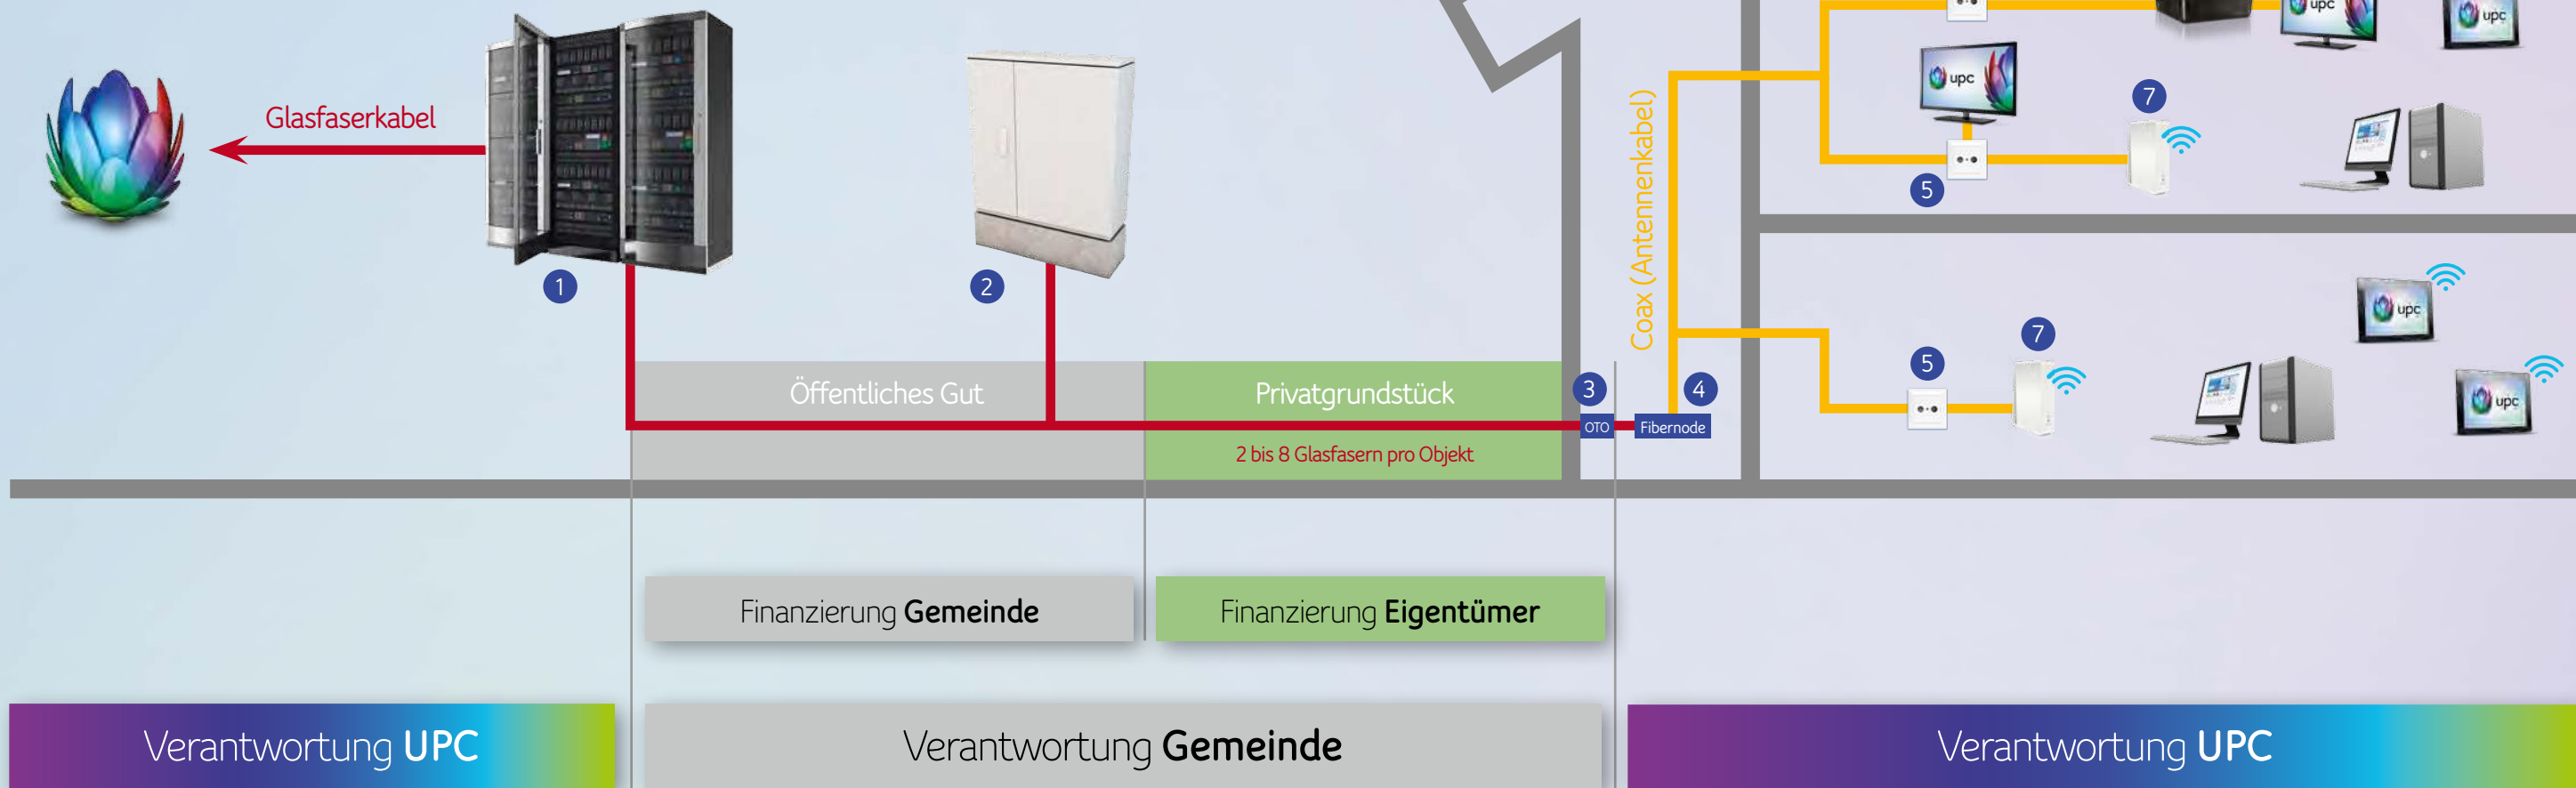 upc
upc
Glasfaserkabel
upc
7
5
1
2
Coax (Antennenkabel)
upc
7
5
Öffentliches Gut
Privatgrundstück
3
4
upc
OTO
Fibernode
2 bis 8 Glasfasern pro Objekt
Finanzierung Gemeinde
Finanzierung Eigentümer
Verantwortung UPC
Verantwortung Gemeinde
Verantwortung UPC